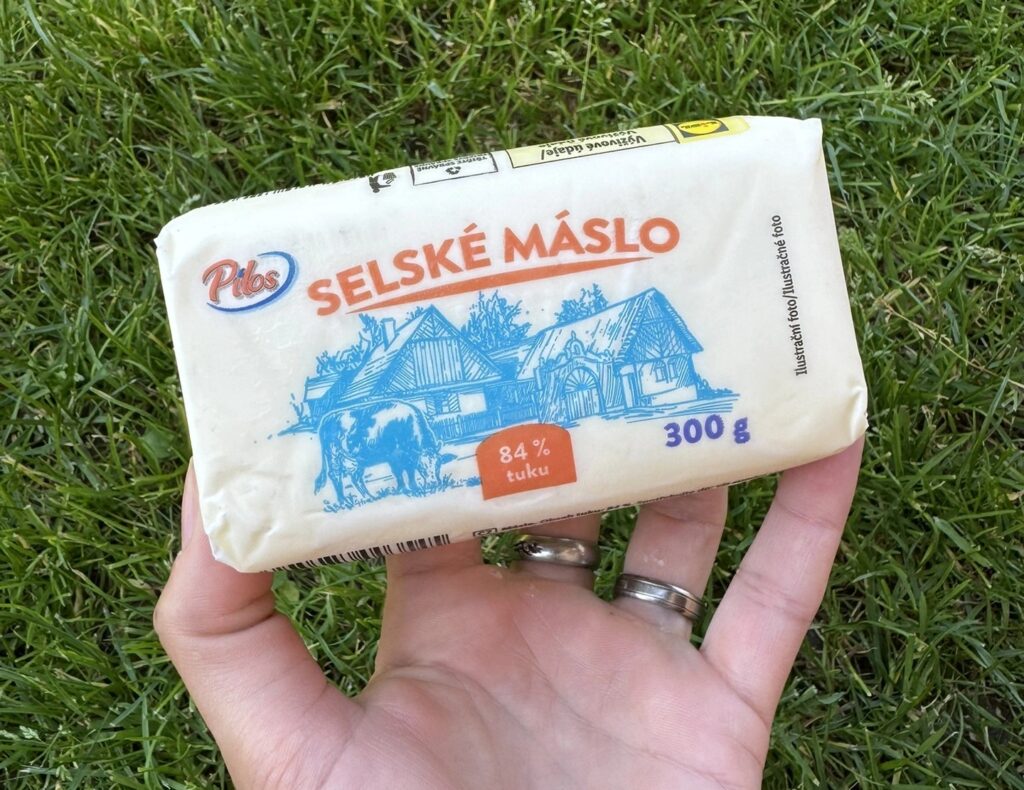 Výživové údaje/
Pilos
SELSKÉ MÁSLO
84 %
tuku
300 g
Ilustrační foto/Ilustračné foto